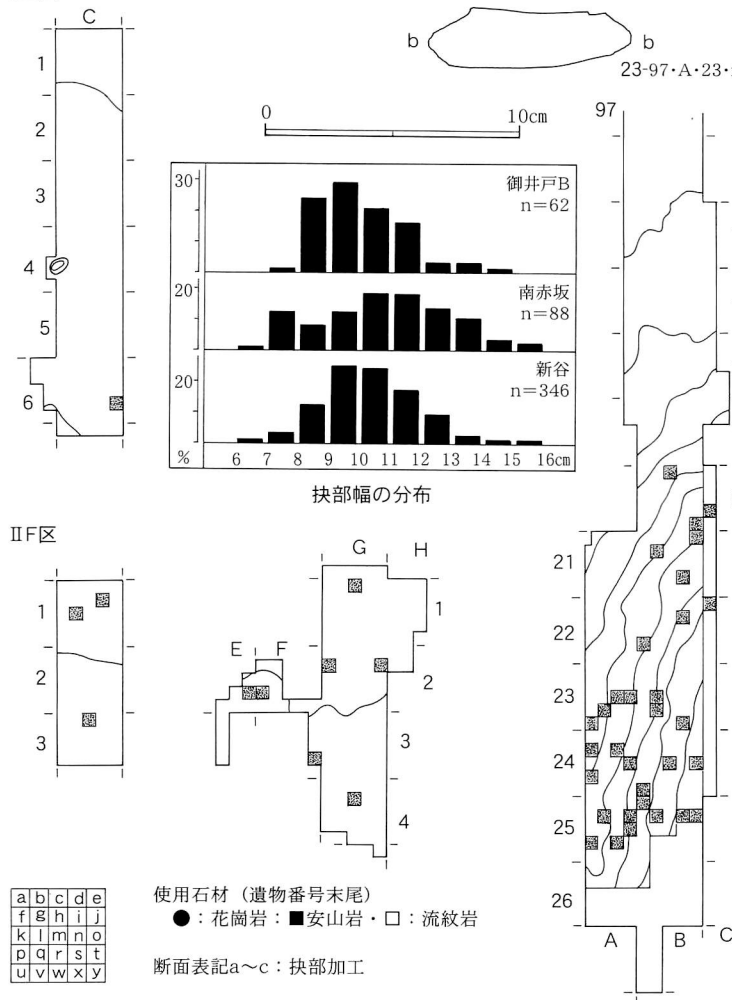 C
1
2
3
4
5
6
b b
23-97・A・23・
0 10cm
97
30
御井戸B
n=62
20
南赤坂
n=88
20
新谷
n=346
% 6 7 8 9 10 11 12 13 14 15 16cm
抉部幅の分布
ⅡF区
1
2
3
G H
E F
1
2
3
4
21
22
23
24
25
26
A B C
a b c d e
f g h i j
k l m n o
p q r s t
u v w x y
使用石材（遺物番号末尾）
●：花崗岩：■安山岩・□：流紋岩
断面表記a～c：抉部加工